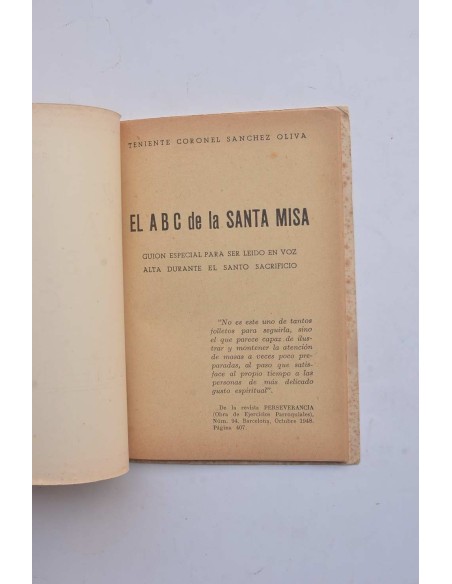 TENIENTE CORONEL SANCHEZ OLIVA
EL A B C de la SANTA MISA
GUION ESPECIAL PARA SER LEIDO EN VOZ
ALTA DURANTE EL SANTO SACRIFICIO
"No es este uno de tantos
folletos para seguirla, sino
el que parece capaz de ilus-
trar y mantener la atención
de masas a veces poco pre-
paradas, al paso que satis-
face al propio tiempo a las
personas de más delicado
gusto espiritual".
De la revista PERSEVERANCIA
(Obra de Ejercicios Parroquiales),
Núm. 94, Barcelona, Octubre 1948.
Página 407.